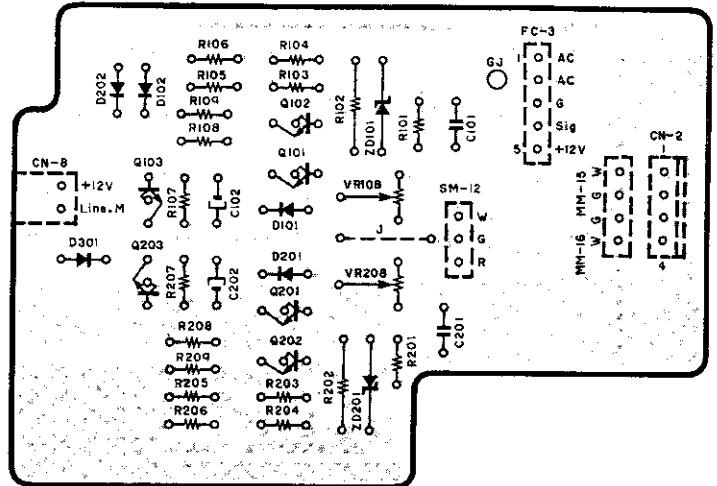 FC-3
R106
R104
GJ
1
AC
R105
R103
AC
D202
D102
R109
Q102
R102
ZD101
R101
C101
G
R108
Sig
5
+12V
CN-2
1
Q101
CN-8
Q103
+12V
Line.M
R107
C102
VR108
SM-12
W
G
R
MM-15
W
G
G
W
MM-16
4
D101
J
D301
Q203
R207
C202
D201
VR208
Q201
C201
R208
R209
Q202
R201
R205
R203
R202
ZD201
R206
R204